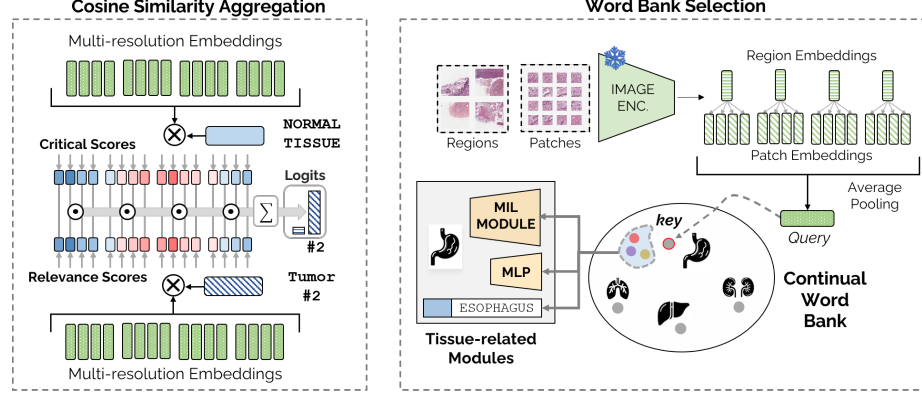 Cosine Similarity Aggregation
Multi-resolution Embeddings
NORMAL
TISSUE
Critical Scores
Logits
Σ
#2
Relevance Scores
Tumor
#2
Multi-resolution Embeddings
Word Bank Selection
Region Embeddings
IMAGE
ENC.
Regions
Patches
Patch Embeddings
Average
Pooling
Query
key
MIL
MODULE
MLP
ESOPHAGUS
Continual
Word
Bank
Tissue-related
Modules